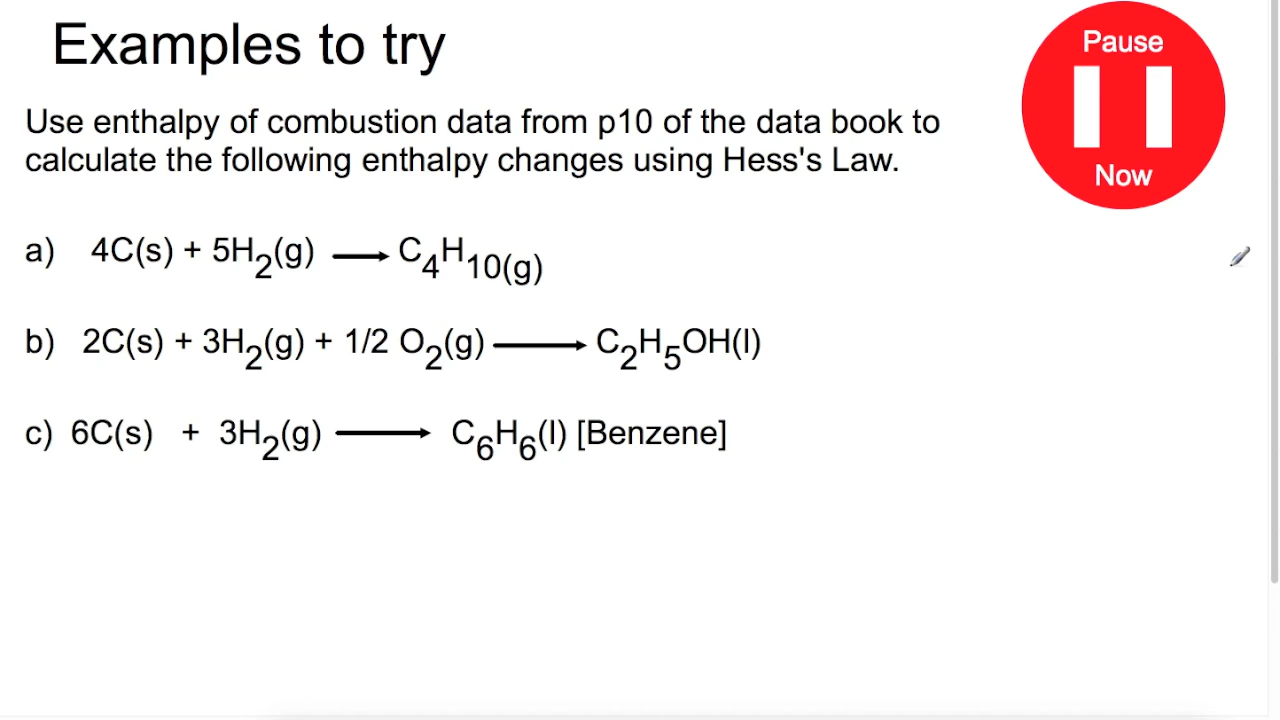 Examples to try
Pause
Now
Use enthalpy of combustion data from p10 of the data book to
calculate the following enthalpy changes using Hess's Law.
a) 4C(s) + 5H₂(g) ⟶ C₄H₁₀₍g₎
b) 2C(s) + 3H₂(g) + 1/2 O₂(g) ⟶ C₂H₅OH(l)
c) 6C(s) + 3H₂(g) ⟶ C₆H₆(l) [Benzene]